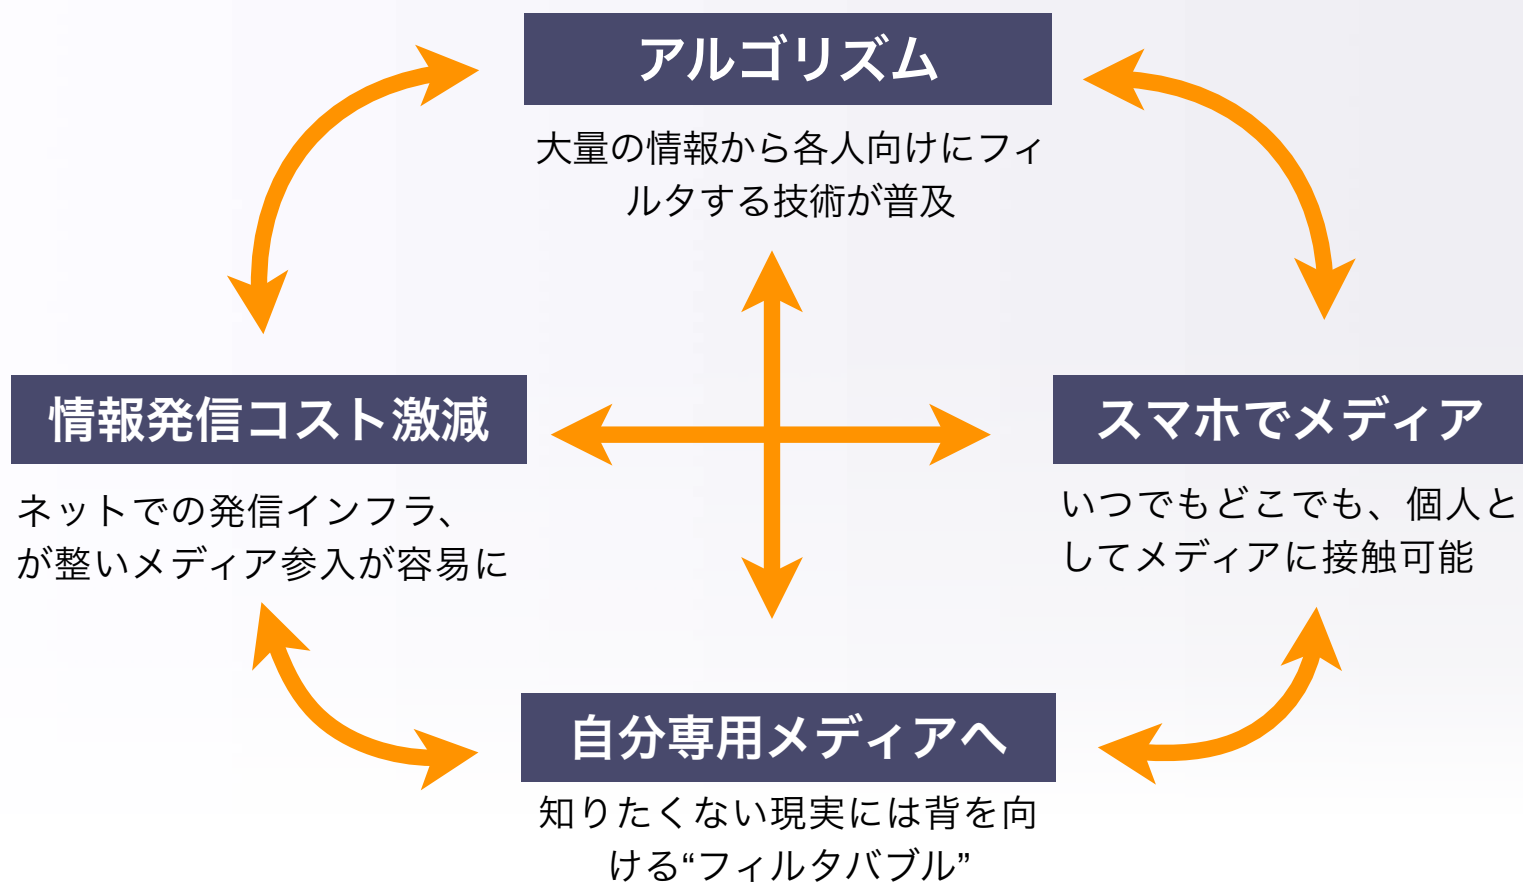 アルゴリズム
大量の情報から各人向けにフィ
ルタする技術が普及
情報発信コスト激減
ネットでの発信インフラ、
が整いメディア参入が容易に
スマホでメディア
いつでもどこでも、個人と
してメディアに接触可能
自分専用メディアへ
知りたくない現実には背を向
ける“フィルタバブル”